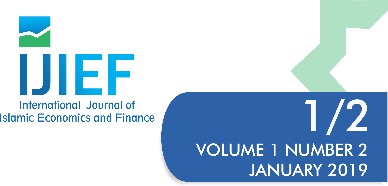 IJIEF
International Journal of
Islamic Economics and Finance
1/2
VOLUME 1 NUMBER 2
JANUARY 2019